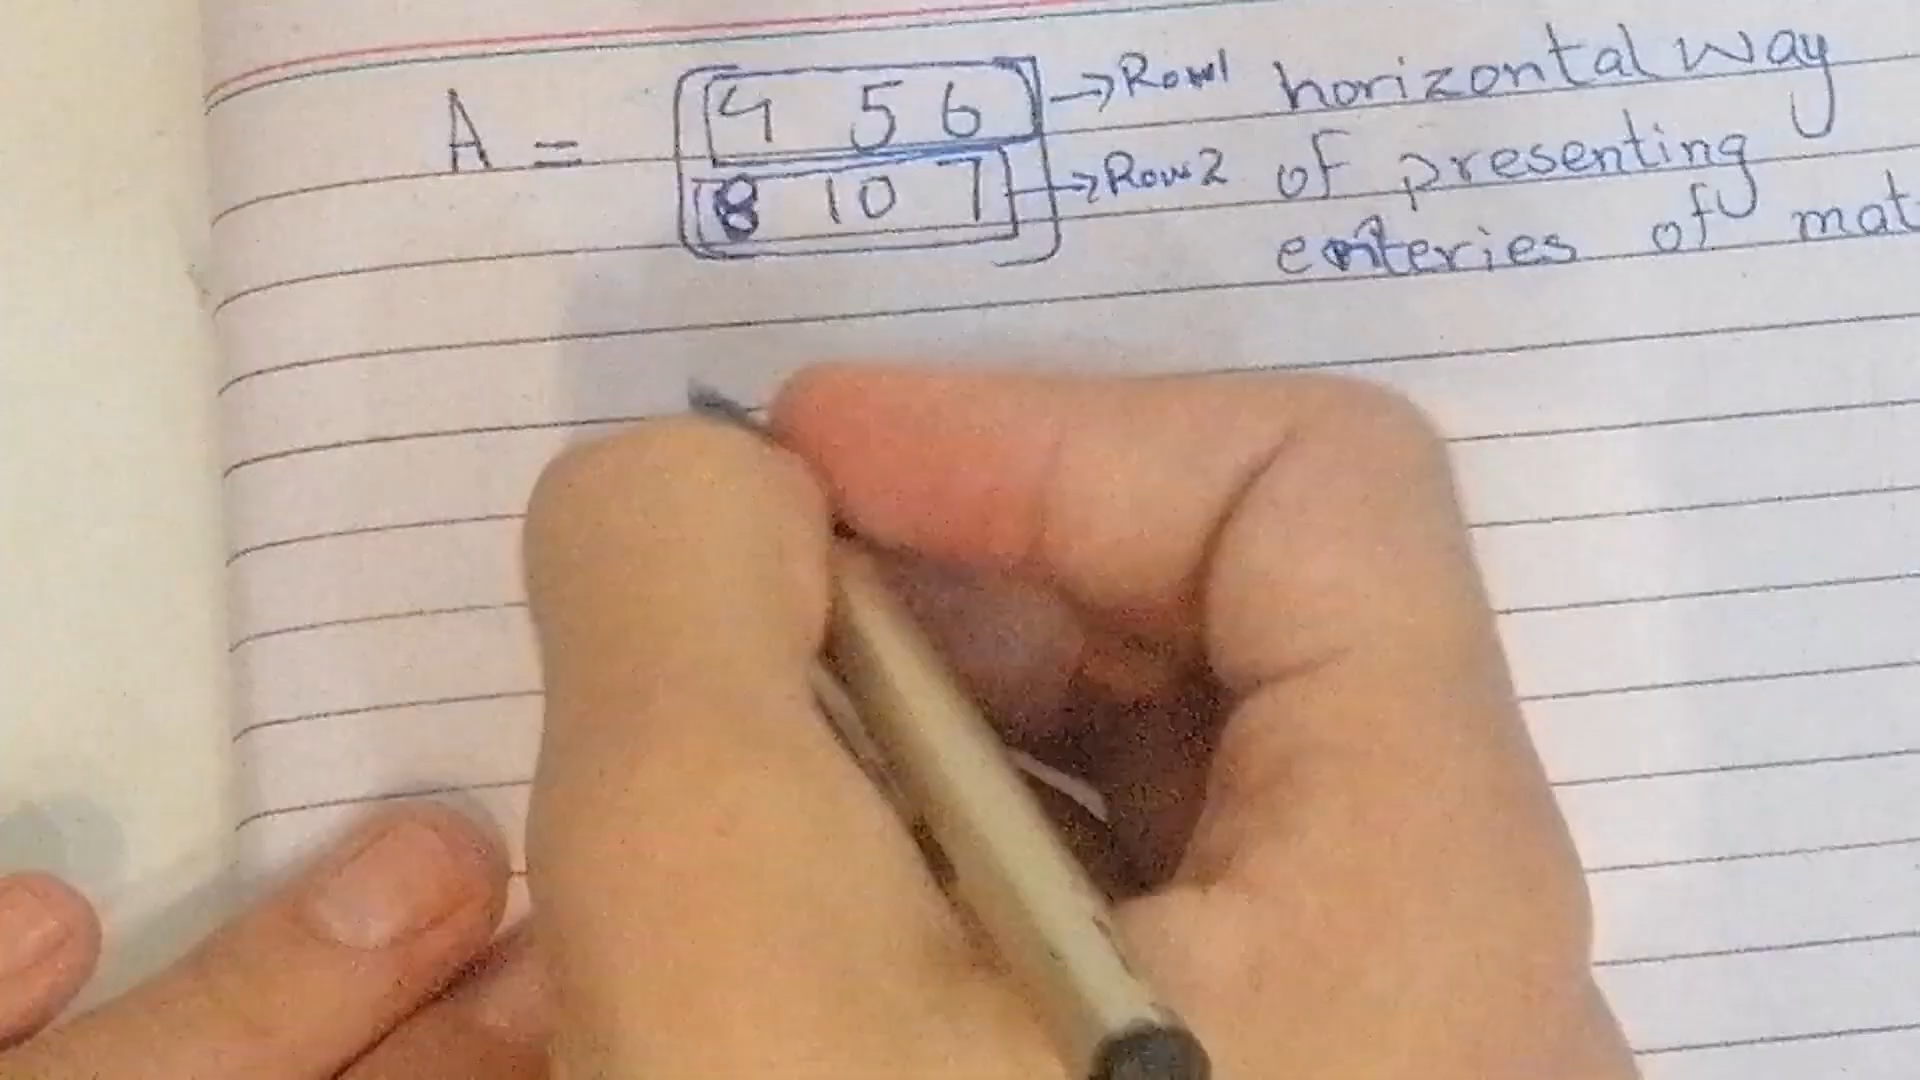 A = 4 5 6 →Row1 horizontal way
8 10 7 →Row2 of presenting
enteries of mat